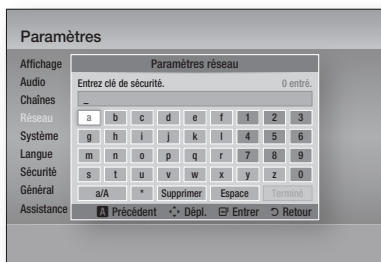 Paramètres
Affichage
Audio
Chaînes
Réseau
Système
Langue
Sécurité
Général
Assistance
Paramètres réseau
Entrez clé de sécurité. 0 entré.
_
a b c d e f 1 2 3
g h i j k l 4 5 6
m n o p q r 7 8 9
s t u v w x y z 0
a/A * Supprimer Espace Terminé
A Précédent Dépl. Entrer Retour